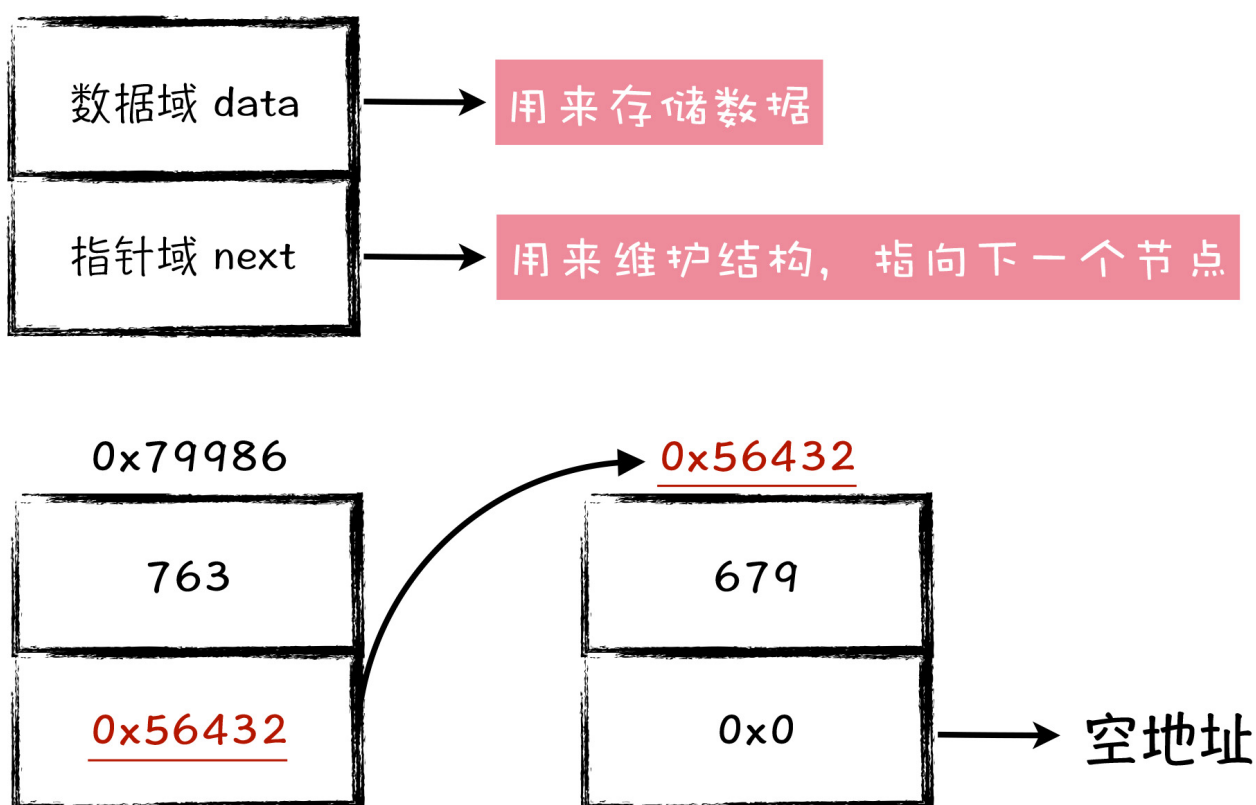 数据域 data
用来存储数据
指针域 next
用来维护结构，指向下一个节点
0x79986
0x56432
763
679
0x56432
0x0
空地址